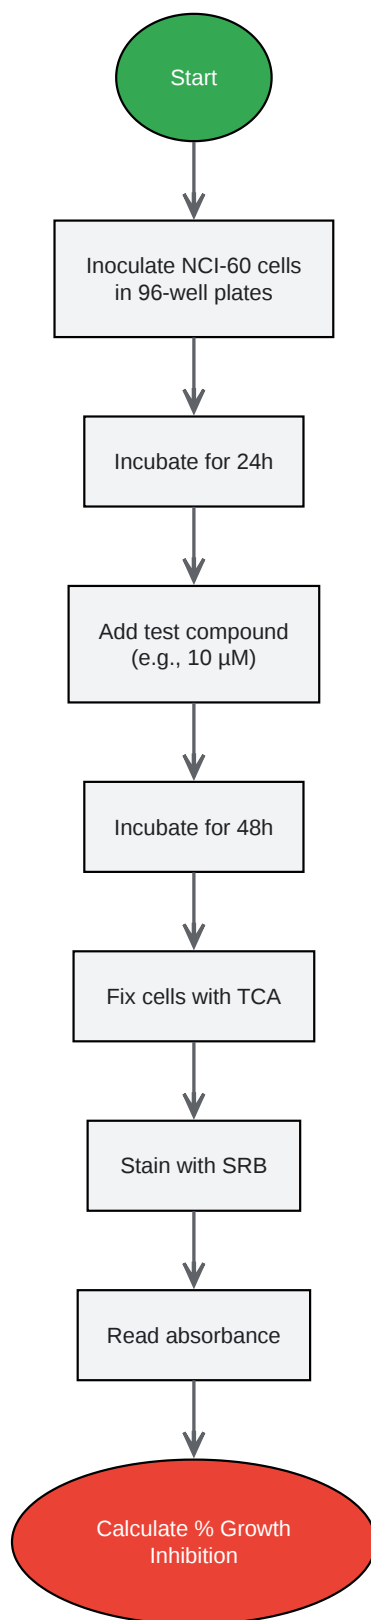 Start
Inoculate NCI-60 cells
in 96-well plates
Incubate for 24h
Add test compound
(e.g., 10 µM)
Incubate for 48h
Fix cells with TCA
Stain with SRB
Read absorbance
Calculate % Growth
Inhibition